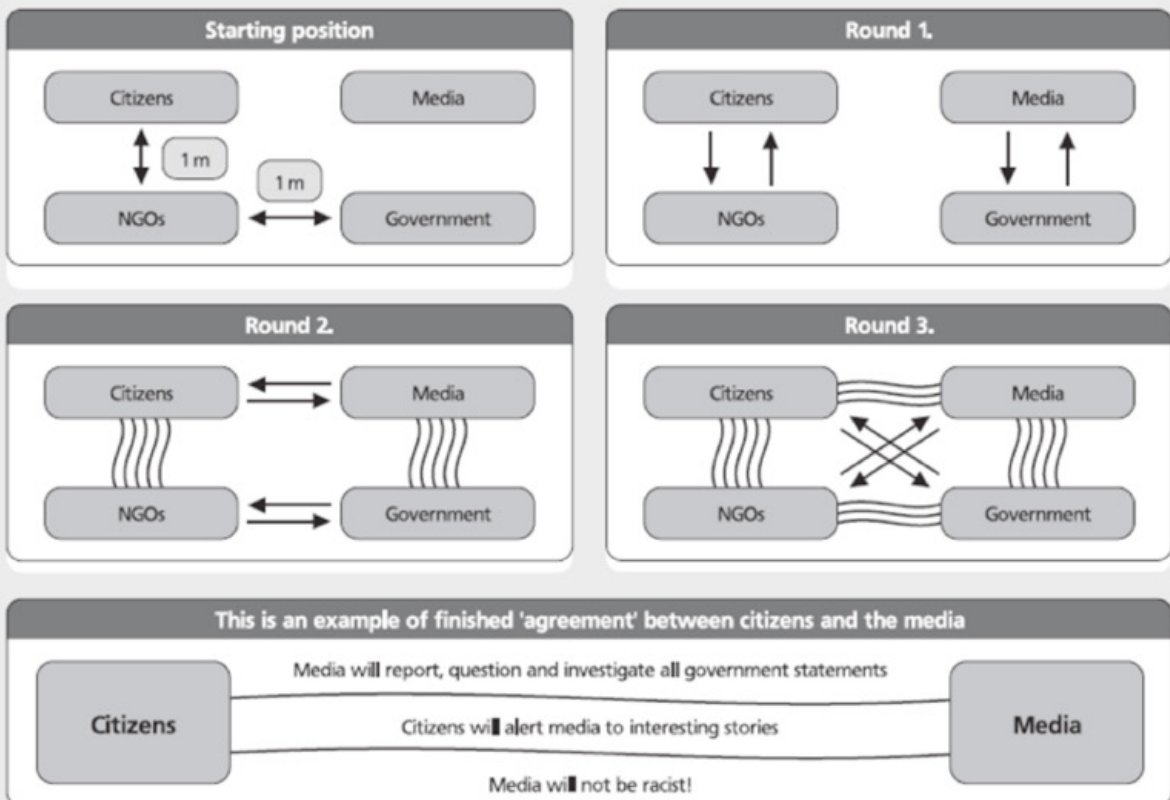 Starting position
Citizens
Media
1 m
1 m
NGOs
Government
Round 1.
Citizens
Media
NGOs
Government
Round 2.
Citizens
Media
NGOs
Government
Round 3.
Citizens
Media
NGOs
Government
This is an example of finished 'agreement' between citizens and the media
Media will report, question and investigate all government statements
Citizens
Citizens will alert media to interesting stories
Media
Media will not be racist!